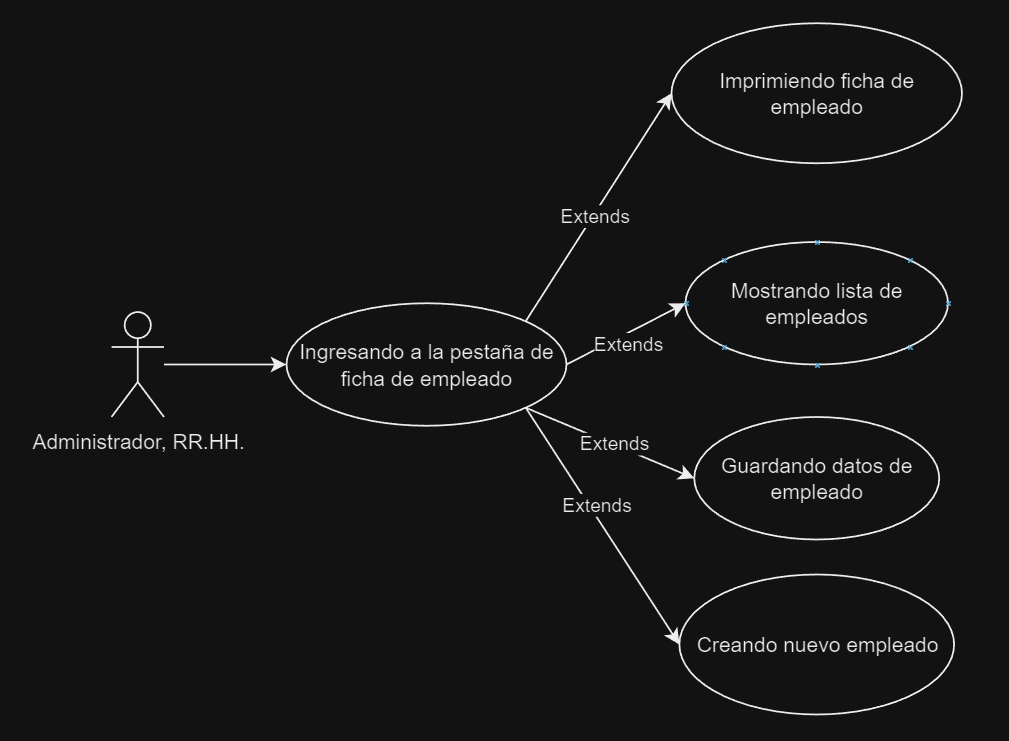 Imprimiendo ficha de
empleado
Extends
Mostrando lista de
empleados
Extends
Ingresando a la pestaña de
ficha de empleado
Administrador, RR.HH.
Extends
Guardando datos de
empleado
Extends
Creando nuevo empleado